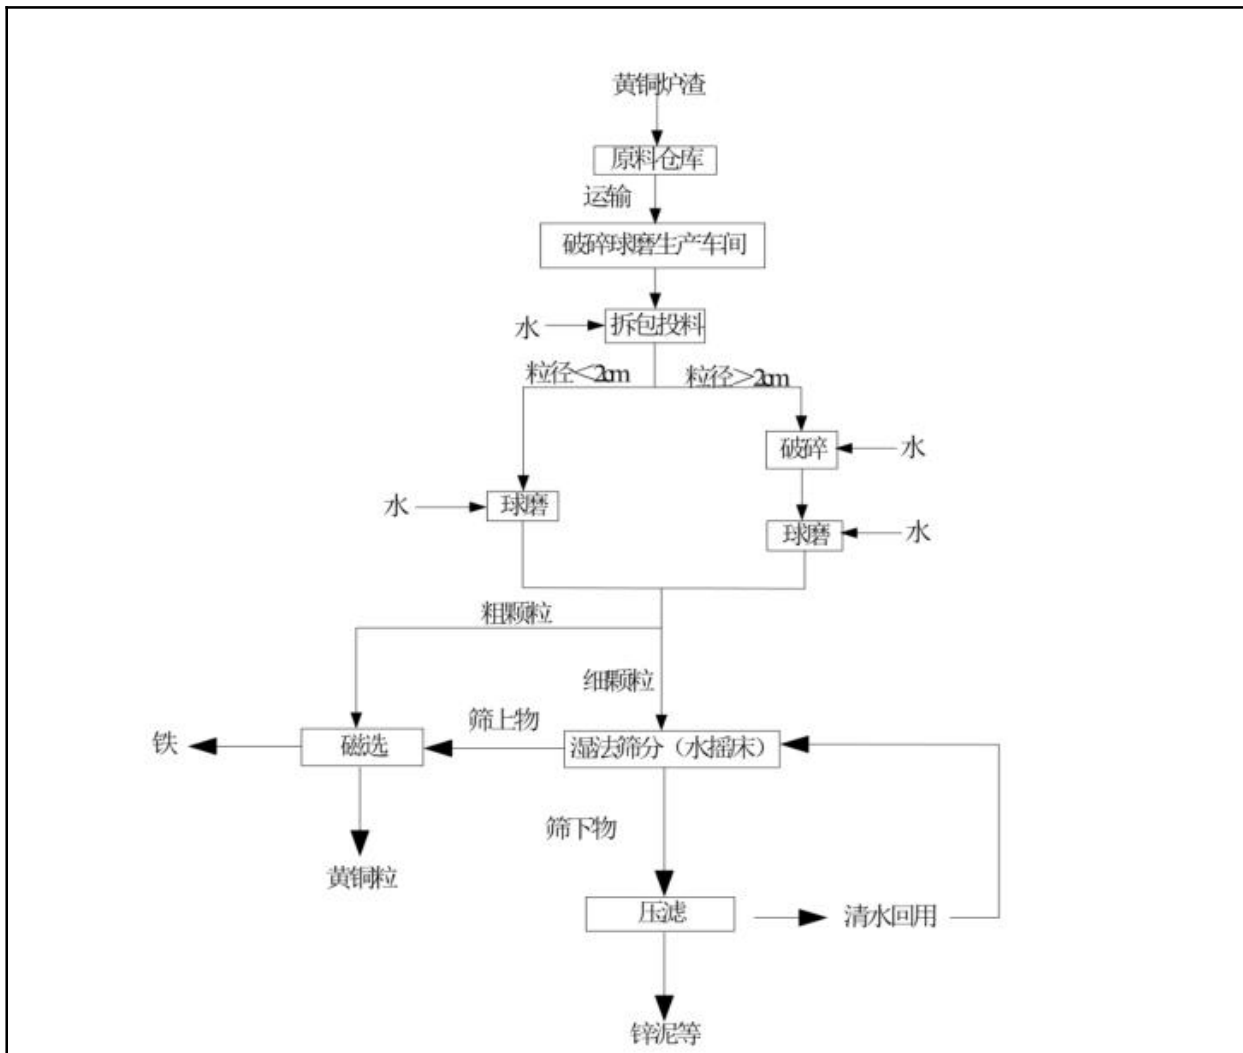 黄铜炉渣
原料仓库
运输
破碎球磨生产车间
水
拆包投料
粒径<2cm
粒径>2cm
破碎
水
水
球磨
球磨
水
粗颗粒
细颗粒
铁
磁选
筛上物
湿法筛分（水摇床）
筛下物
黄铜粒
压滤
清水回用
锌泥等